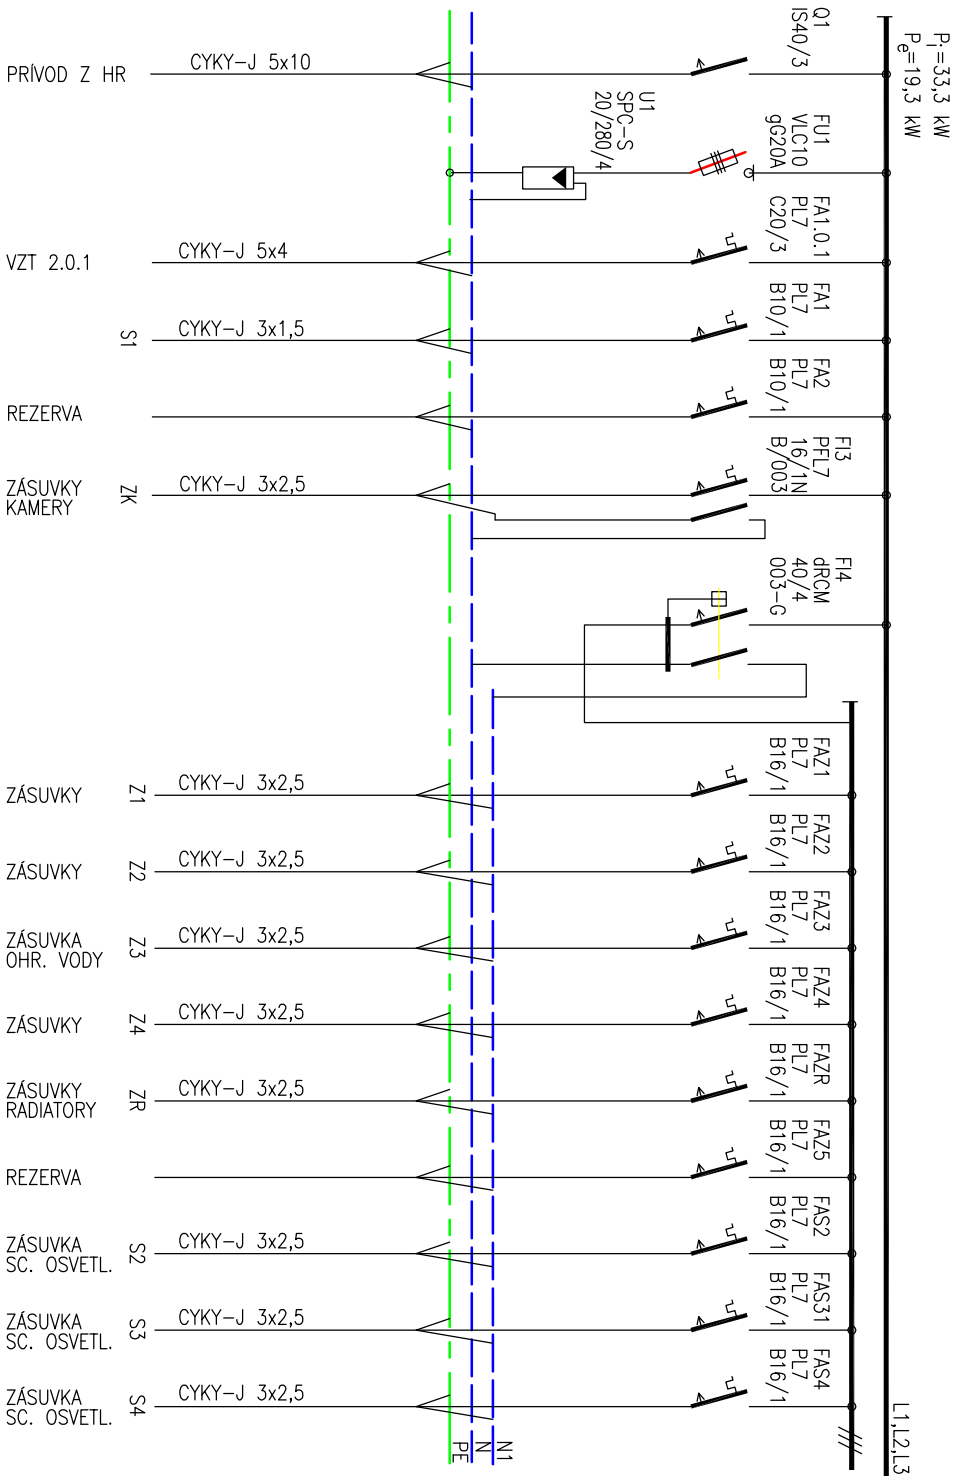 Pi=33,3 kW
Pe=19,3 kW
Q1
IS40/3
CYKY-J 5x10
PRÍVOD Z HR
FU1
VLC10
gG20A
U1
SPC-S
20/280/4
FA1.0.1
PL7
C20/3
CYKY-J 5x4
VZT 2.0.1
FA1
PL7
B10/1
CYKY-J 3x1,5
S1
FA2
PL7
B10/1
REZERVA
FI3
PFL7
16/1N
B/003
CYKY-J 3x2,5
ZK
ZÁSUVKY
KAMERY
FI4
dRCM
40/4
003-G
FAZ1
PL7
B16/1
CYKY-J 3x2,5
Z1
ZÁSUVKY
FAZ2
PL7
B16/1
CYKY-J 3x2,5
Z2
ZÁSUVKY
FAZ3
PL7
B16/1
CYKY-J 3x2,5
Z3
ZÁSUVKA
OHR. VODY
FAZ4
PL7
B16/1
CYKY-J 3x2,5
Z4
ZÁSUVKY
FAZR
PL7
B16/1
CYKY-J 3x2,5
ZR
ZÁSUVKY
RADIATORY
FAZ5
PL7
B16/1
REZERVA
FAS2
PL7
B16/1
CYKY-J 3x2,5
S2
ZÁSUVKA
SC. OSVETL.
FAS31
PL7
B16/1
CYKY-J 3x2,5
S3
ZÁSUVKA
SC. OSVETL.
FAS4
PL7
B16/1
CYKY-J 3x2,5
S4
ZÁSUVKA
SC. OSVETL.
L1,L2,L3
N1
N
PE